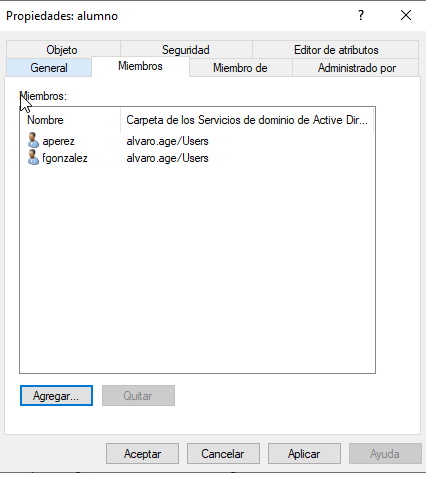 Propiedades: alumno
?
Objeto Seguridad Editor de atributos
General Miembros Miembro de Administrado por
Miembros:
Nombre Carpeta de los Servicios de dominio de Active Dir...
aperez alvaro.age/Users
fgonzalez alvaro.age/Users
Agregar... Quitar
Aceptar Cancelar Aplicar Ayuda